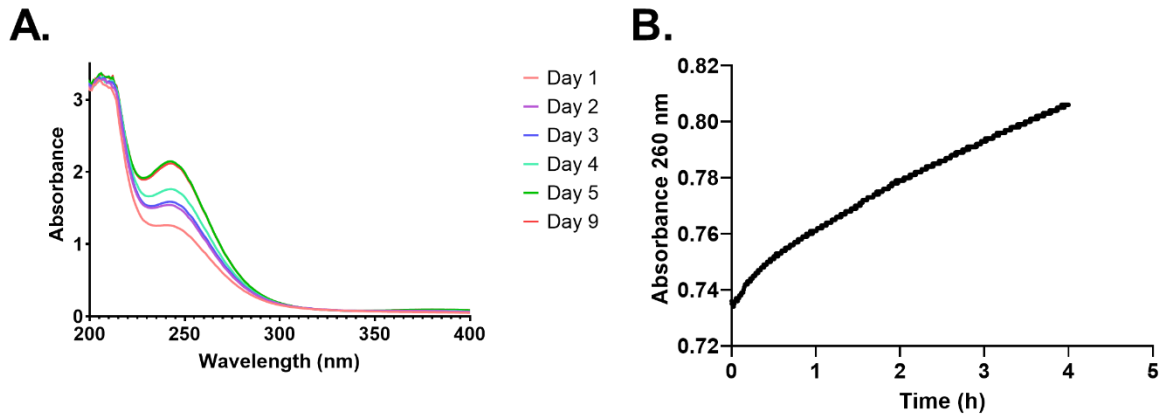 A.
Absorbance
3
2
1
0
200
250
300
350
400
Wavelength (nm)
Day 1
Day 2
Day 3
Day 4
Day 5
Day 9
B.
Absorbance 260 nm
0.82
0.80
0.78
0.76
0.74
0.72
0
1
2
3
4
5
Time (h)